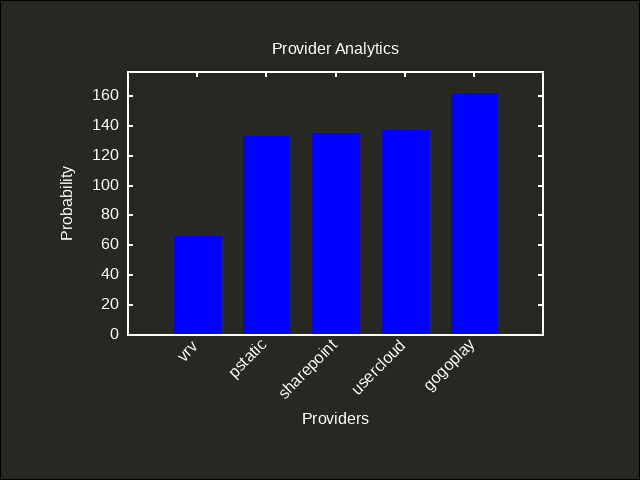 Provider Analytics
Probability
160
140
120
100
80
60
40
20
0
vrv
pstatic
sharepoint
usercloud
gogoplay
Providers